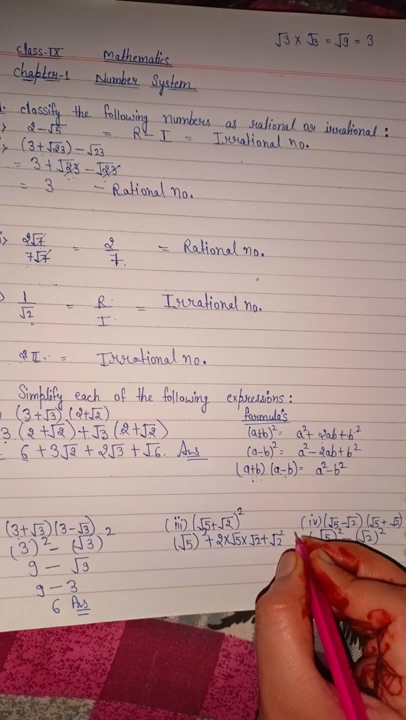 √3 × √3 = √9 = 3
Class-IX Mathematics
Chapter-1 Number System
classify the following numbers as rational or irrational:
2-√5 = R-I = Irrational no.
(3+√23)-√23
= 3+√23-√23
= 3 - Rational no.
2√7/7√7 = 2/7 = Rational no.
1/√2 = R/I = Irrational no.
2π = Irrational no.
Simplify each of the following expressions:
(3+√3)(2+√2)
3(2+√2)+√3(2+√2)
6+3√2+2√3+√6. Ans
formula's
(a+b)² = a²+2ab+b²
(a-b)² = a²-2ab+b²
(a+b)(a-b) = a²-b²
(3+√3)(3-√3)
(3)² - (√3)²
9 - √9
9 - 3
6 Ans
(iii) (√5+√2)²
(√5)²+2×√5×√2+√2²
(iv) (√5-√2)(√5+√5)
(√5)² - (√2)²